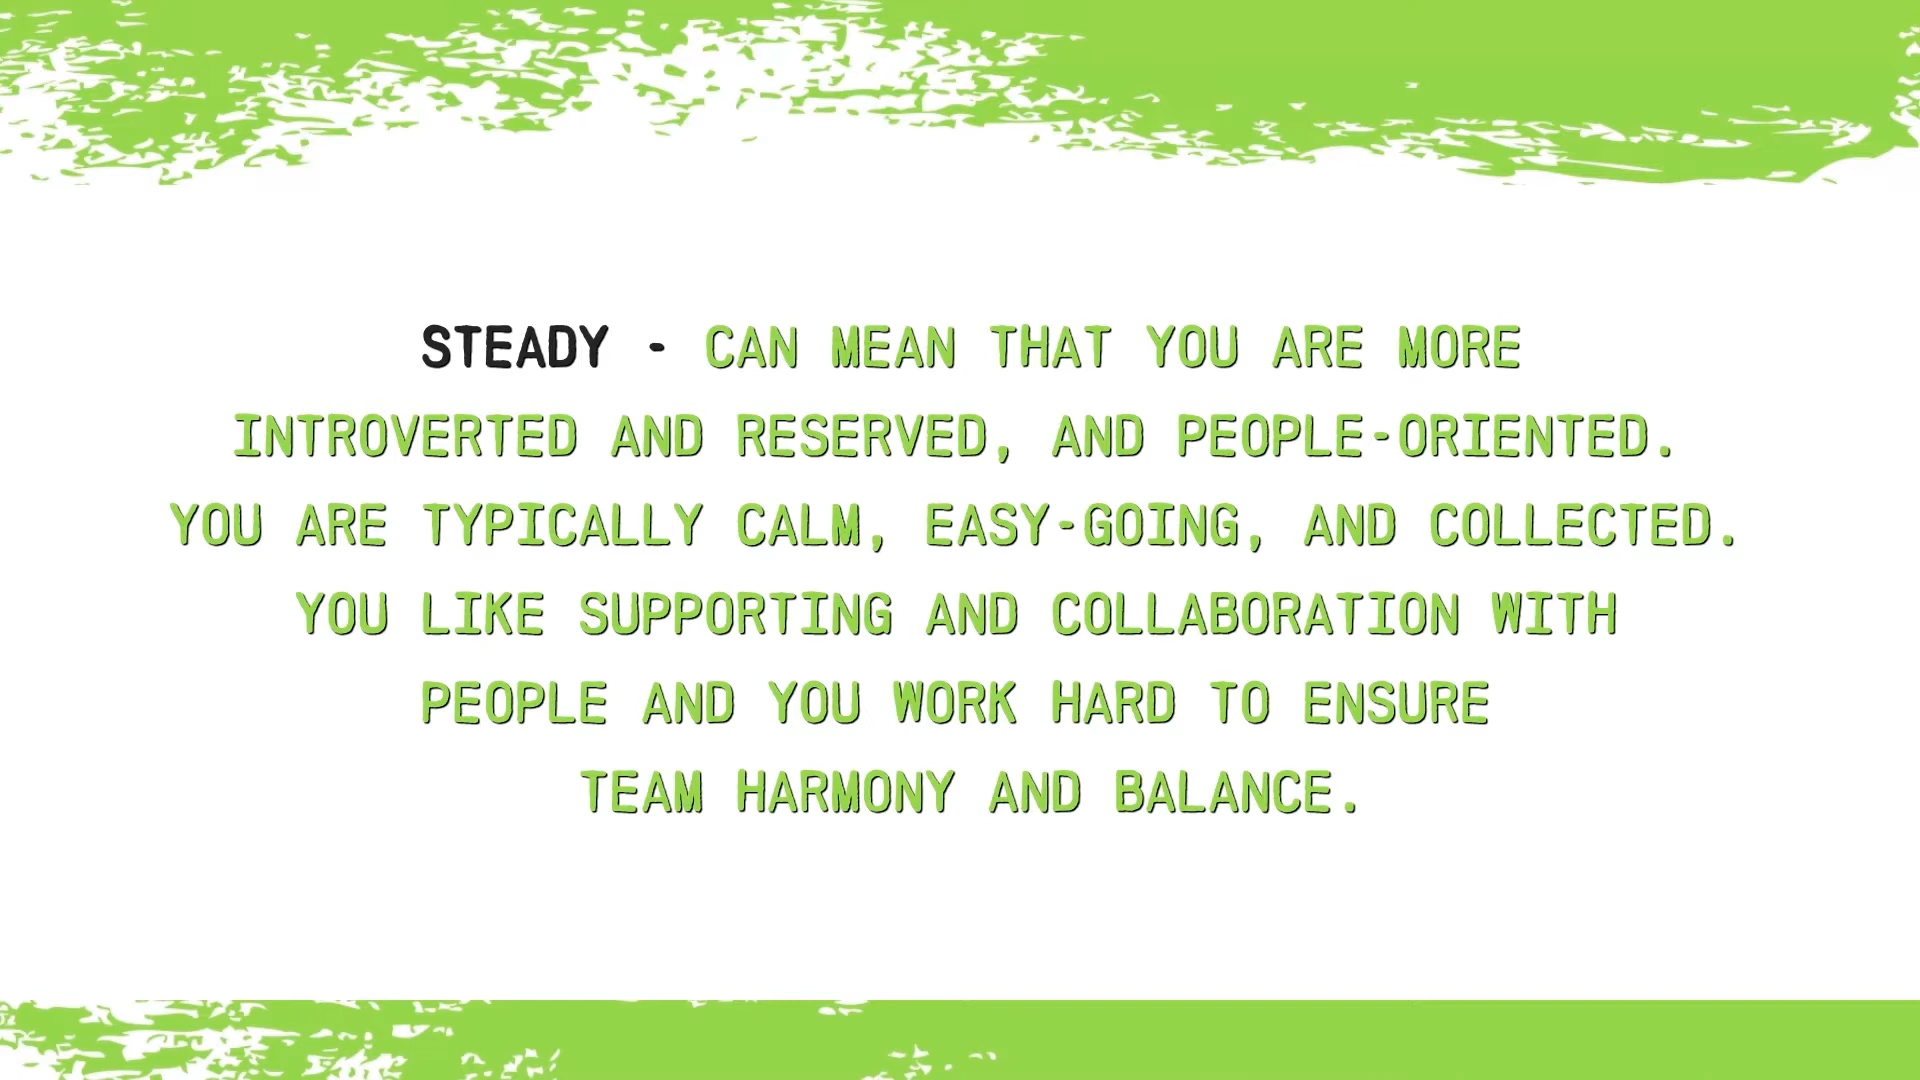 STEADY - CAN MEAN THAT YOU ARE MORE
INTROVERTED AND RESERVED, AND PEOPLE-ORIENTED.
YOU ARE TYPICALLY CALM, EASY-GOING, AND COLLECTED.
YOU LIKE SUPPORTING AND COLLABORATION WITH
PEOPLE AND YOU WORK HARD TO ENSURE
TEAM HARMONY AND BALANCE.